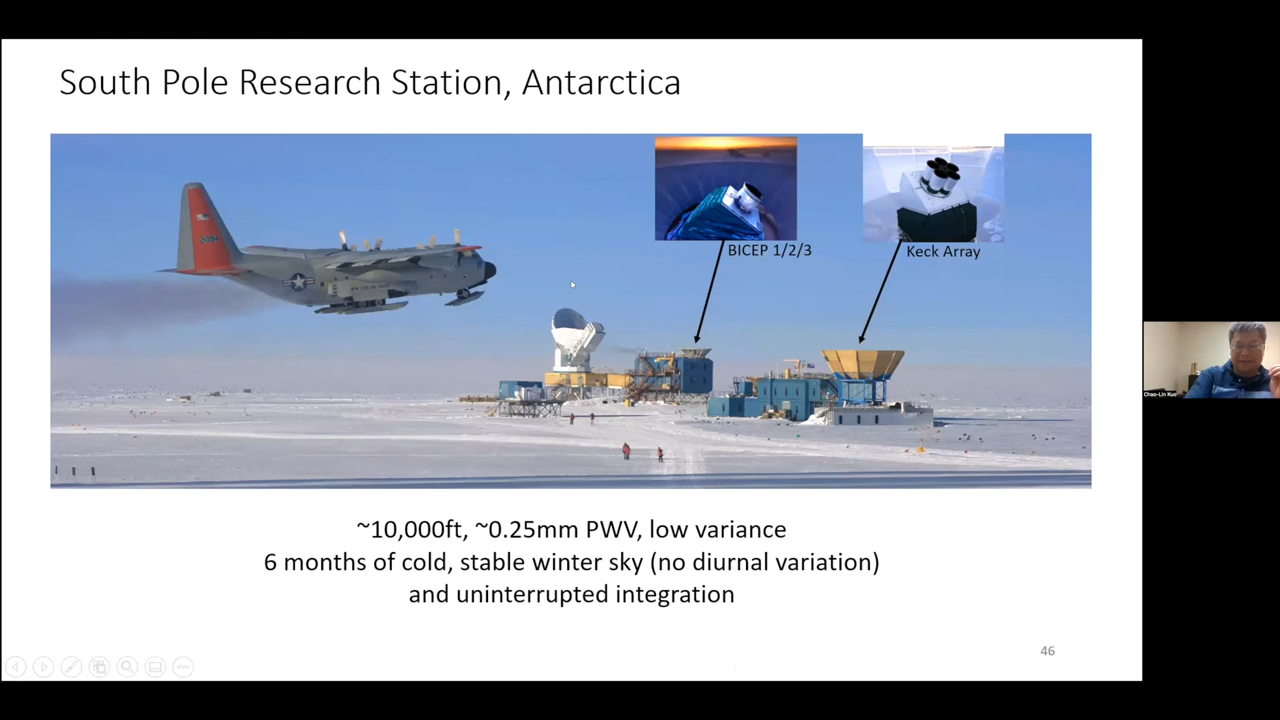 South Pole Research Station, Antarctica
BICEP 1/2/3
Keck Array
~10,000ft, ~0.25mm PWV, low variance
6 months of cold, stable winter sky (no diurnal variation)
and uninterrupted integration
46
Chao-Lin Kuo